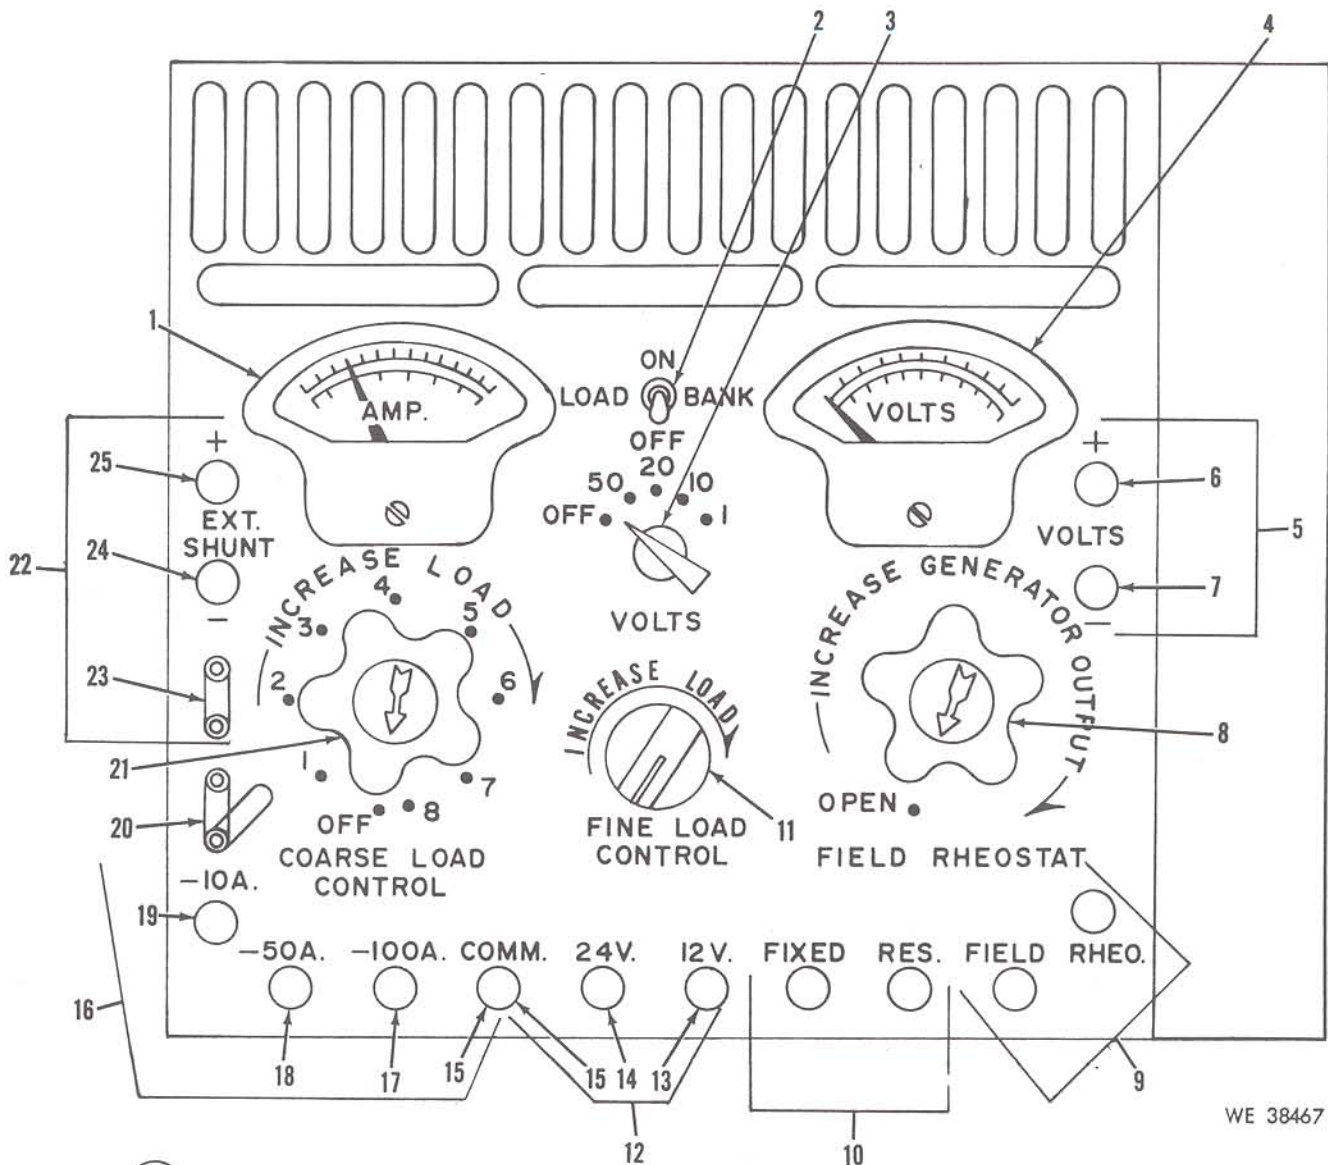 2 3 4
1
ON
LOAD BANK
OFF
AMP.
VOLTS
+
25
EXT.
SHUNT
24
−
22
50 20 10
OFF 1
VOLTS
+
6
VOLTS
5
7
−
INCREASE LOAD
4
3 5
2 6
1 7
OFF 8
COARSE LOAD
CONTROL
23
21
20
INCREASE LOAD
FINE LOAD
CONTROL
11
INCREASE GENERATOR OUTPUT
8
OPEN
FIELD RHEOSTAT
−10A.
19
−50A. −100A. COMM. 24V. 12V. FIXED RES. FIELD RHEO.
16
18 17 15 15 14 13 9
12 10
WE 38467